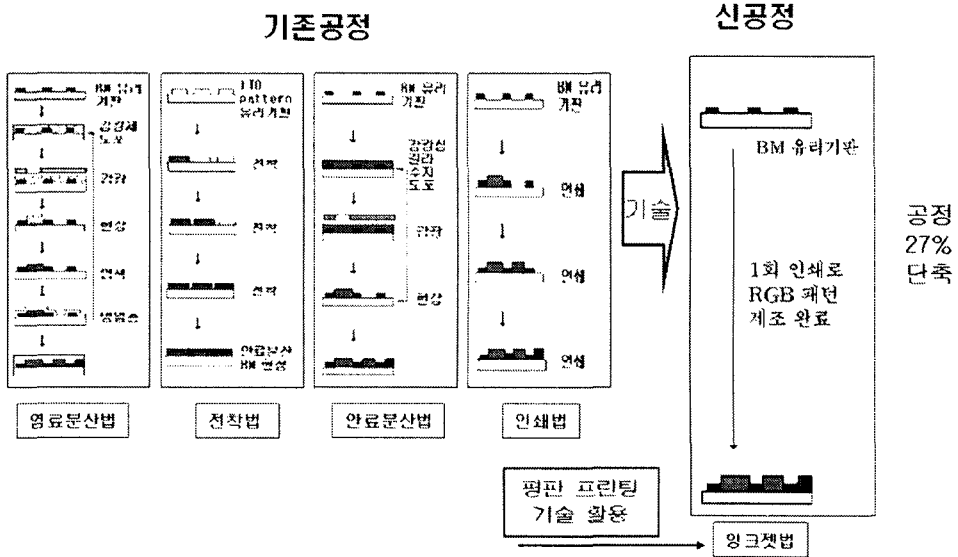 기존공정
신공정
BM 유리
기판
감광제
도포
감광
현상
염색
방염층
염료분산법
ITO
pattern
유리기판
전착
전착
전착
안료분산
BM 형성
전착법
BM 유리
기판
감광성
컬러
수지
도포
감광
현상
안료분산법
BM 유리
기판
인쇄
인쇄
인쇄
인쇄법
기술
BM 유리기판
1회 인쇄로
RGB 패턴
제조 완료
공정
27%
단축
평판 프린팅
기술 활용
잉크젯법